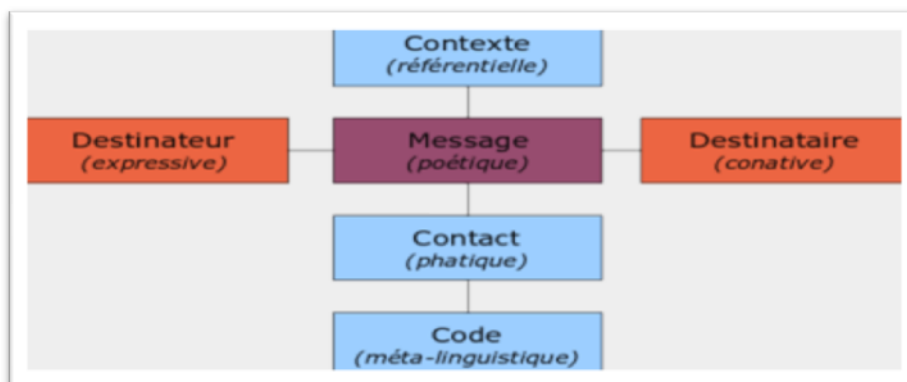 Contexte
(référentielle)
Destinateur
(expressive)
Message
(poétique)
Destinataire
(conative)
Contact
(phatique)
Code
(méta-linguistique)